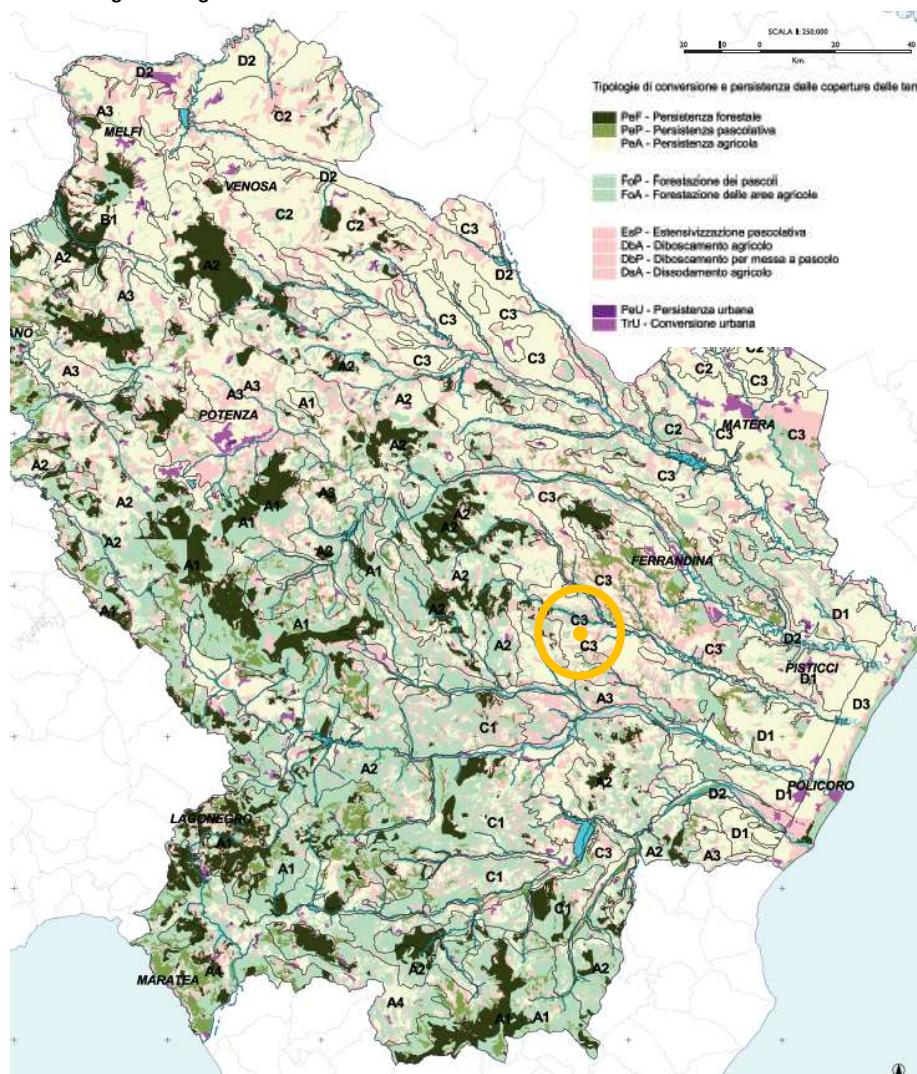 SCALA 1: 250.000
20 0 20 40
Km.
Tipologie di conversione e persistenza delle coperture delle
PeF - Persistenza forestale
PeP - Persistenza pascolativa
PeA - Persistenza agricola
FoP - Forestazione dei pascoli
FoA - Forestazione delle aree agricole
EsP - Estensivizzazione pascolativa
DbA - Diboscamento agricolo
DbP - Diboscamento per messa a pascolo
DsA - Dissodamento agricolo
PeU - Persistenza urbana
TrU - Conversione urbana
D2
D2
A3
C2
MELFI
D2
VENOSA
B1
C2
C2
C3
A2
A2
D2
A3
C3
C3
ANO
A2
C3
C3
C2
C3
A3
A3
A3
A1
A2
POTENZA
MATERA
A2
C2
C3
C3
A2
C3
A2
A1
A3
C3
A1
A2
A2
A2
A1
A1
A2
FERRANDINA
C3
A1
A2
C3
D1
A1
A2
C3
C3
D2
PISTICCI
D1
A3
D3
C1
D1
A2
A2
POLICORO
D1
D2
LAGONEGRO
C1
D1
A1
C3
A2
A3
A1
C1
C1
A4
A2
A2
MARATEA
A4
A1
A1